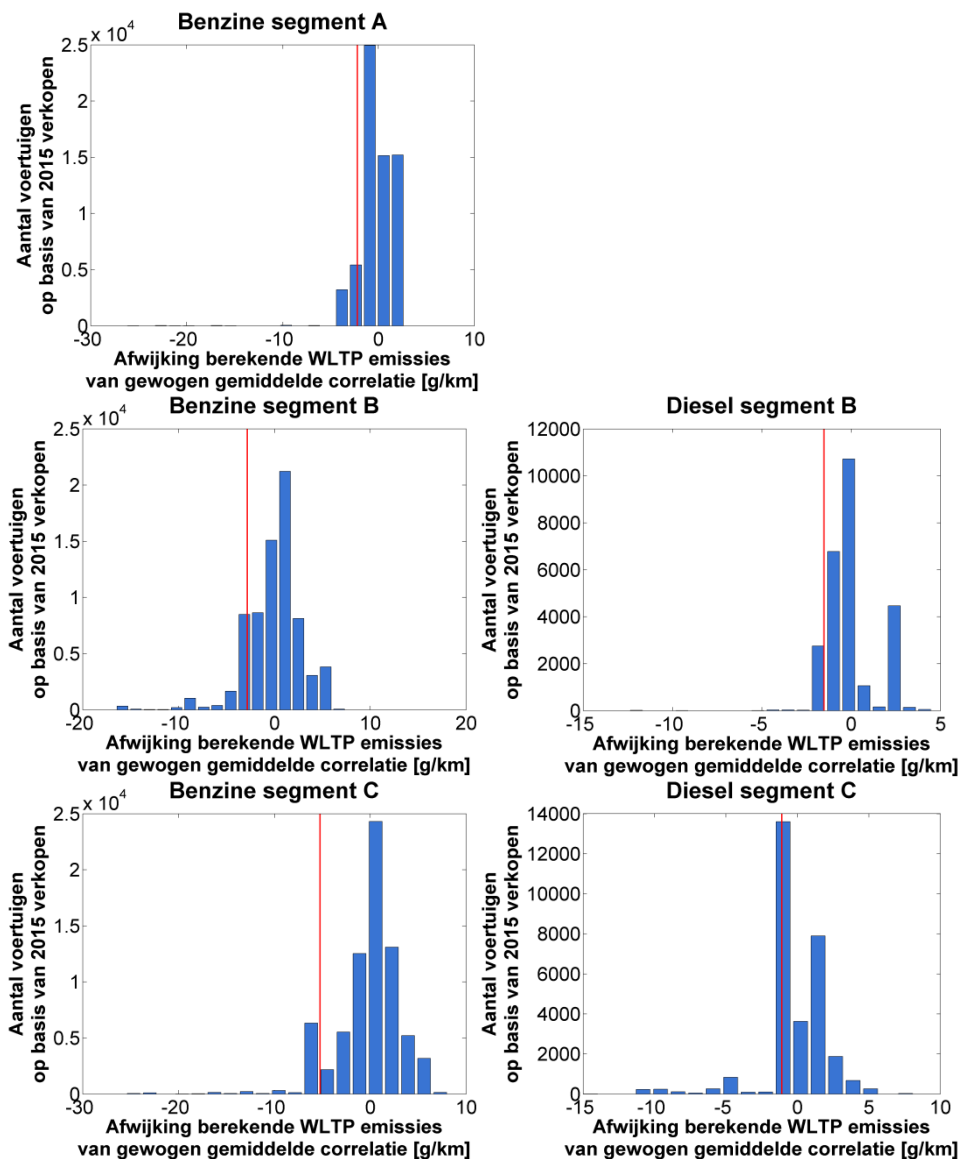 Benzine segment A
x 10^4
2.5
2
1.5
1
0.5
0
-30 -20 -10 0 10
Aantal voertuigen
op basis van 2015 verkopen
Afwijking berekende WLTP emissies
van gewogen gemiddelde correlatie [g/km]
Benzine segment B
x 10^4
2.5
2
1.5
1
0.5
0
-20 -10 0 10 20
Aantal voertuigen
op basis van 2015 verkopen
Afwijking berekende WLTP emissies
van gewogen gemiddelde correlatie [g/km]
Diesel segment B
12000
10000
8000
6000
4000
2000
0
-15 -10 -5 0 5
Aantal voertuigen
op basis van 2015 verkopen
Afwijking berekende WLTP emissies
van gewogen gemiddelde correlatie [g/km]
Benzine segment C
x 10^4
2.5
2
1.5
1
0.5
0
-30 -20 -10 0 10
Aantal voertuigen
op basis van 2015 verkopen
Afwijking berekende WLTP emissies
van gewogen gemiddelde correlatie [g/km]
Diesel segment C
14000
12000
10000
8000
6000
4000
2000
0
-15 -10 -5 0 5 10
Aantal voertuigen
op basis van 2015 verkopen
Afwijking berekende WLTP emissies
van gewogen gemiddelde correlatie [g/km]